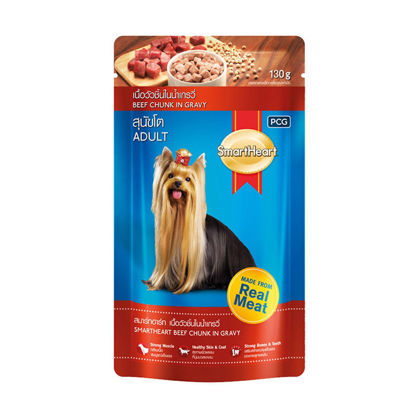 130 g
เนื้อวัวชิ้นในน้ำเกรวี่
BEEF CHUNK IN GRAVY
สุนัขโต
ADULT
PCG
SmartHeart
MADE FROM
Real
Meat
สมาร์ทฮาร์ท เนื้อวัวชิ้นในน้ำเกรวี่
SMARTHEART BEEF CHUNK IN GRAVY
Strong Muscle
Healthy Skin & Coat
Strong Bones & Teeth